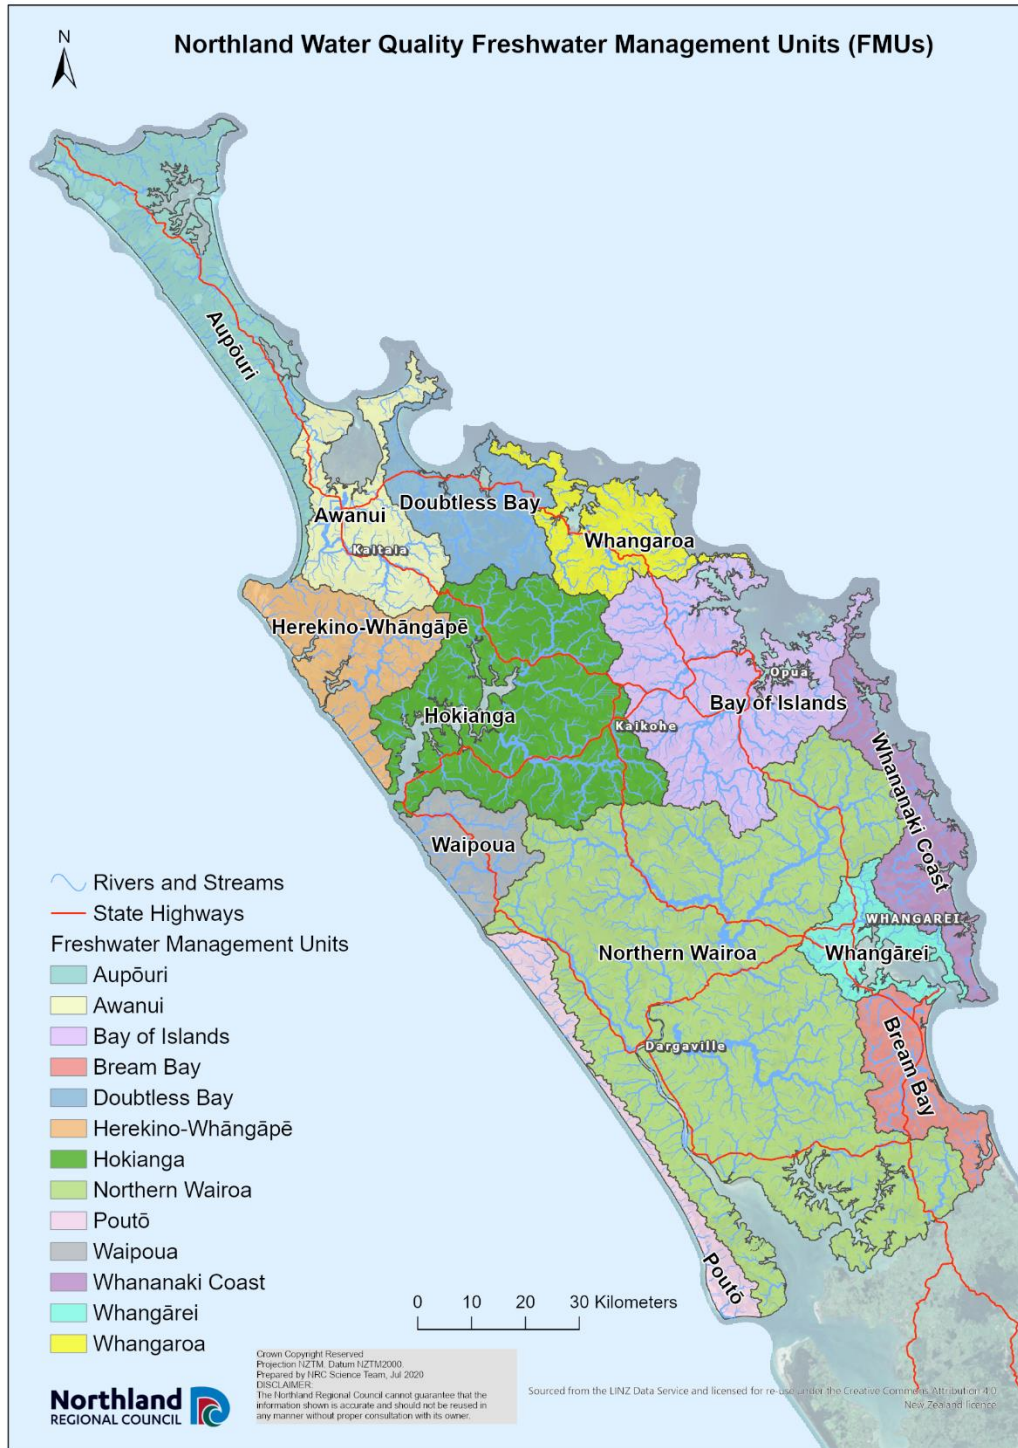 N
Northland Water Quality Freshwater Management Units (FMUs)
Aupōuri
Awanui
Kaitaia
Doubtless Bay
Whangaroa
Herekino-Whāngāpē
Hokianga
Kaikohe
Opua
Bay of Islands
Whananaki Coast
Waipoua
WHANGAREI
Northern Wairoa
Whangārei
Dargaville
Bream Bay
Poutō
Rivers and Streams
State Highways
Freshwater Management Units
Aupōuri
Awanui
Bay of Islands
Bream Bay
Doubtless Bay
Herekino-Whāngāpē
Hokianga
Northern Wairoa
Poutō
Waipoua
Whananaki Coast
Whangārei
Whangaroa
0 10 20 30 Kilometers
Northland
REGIONAL COUNCIL
Crown Copyright Reserved
Projection NZTM. Datum NZTM2000.
Prepared by NRC Science Team, Jul 2020
DISCLAIMER:
The Northland Regional Council cannot guarantee that the
information shown is accurate and should not be reused in
any manner without proper consultation with its owner.
Sourced from the LINZ Data Service and licensed for re-use under the Creative Commons Attribution 4.0
New Zealand licence